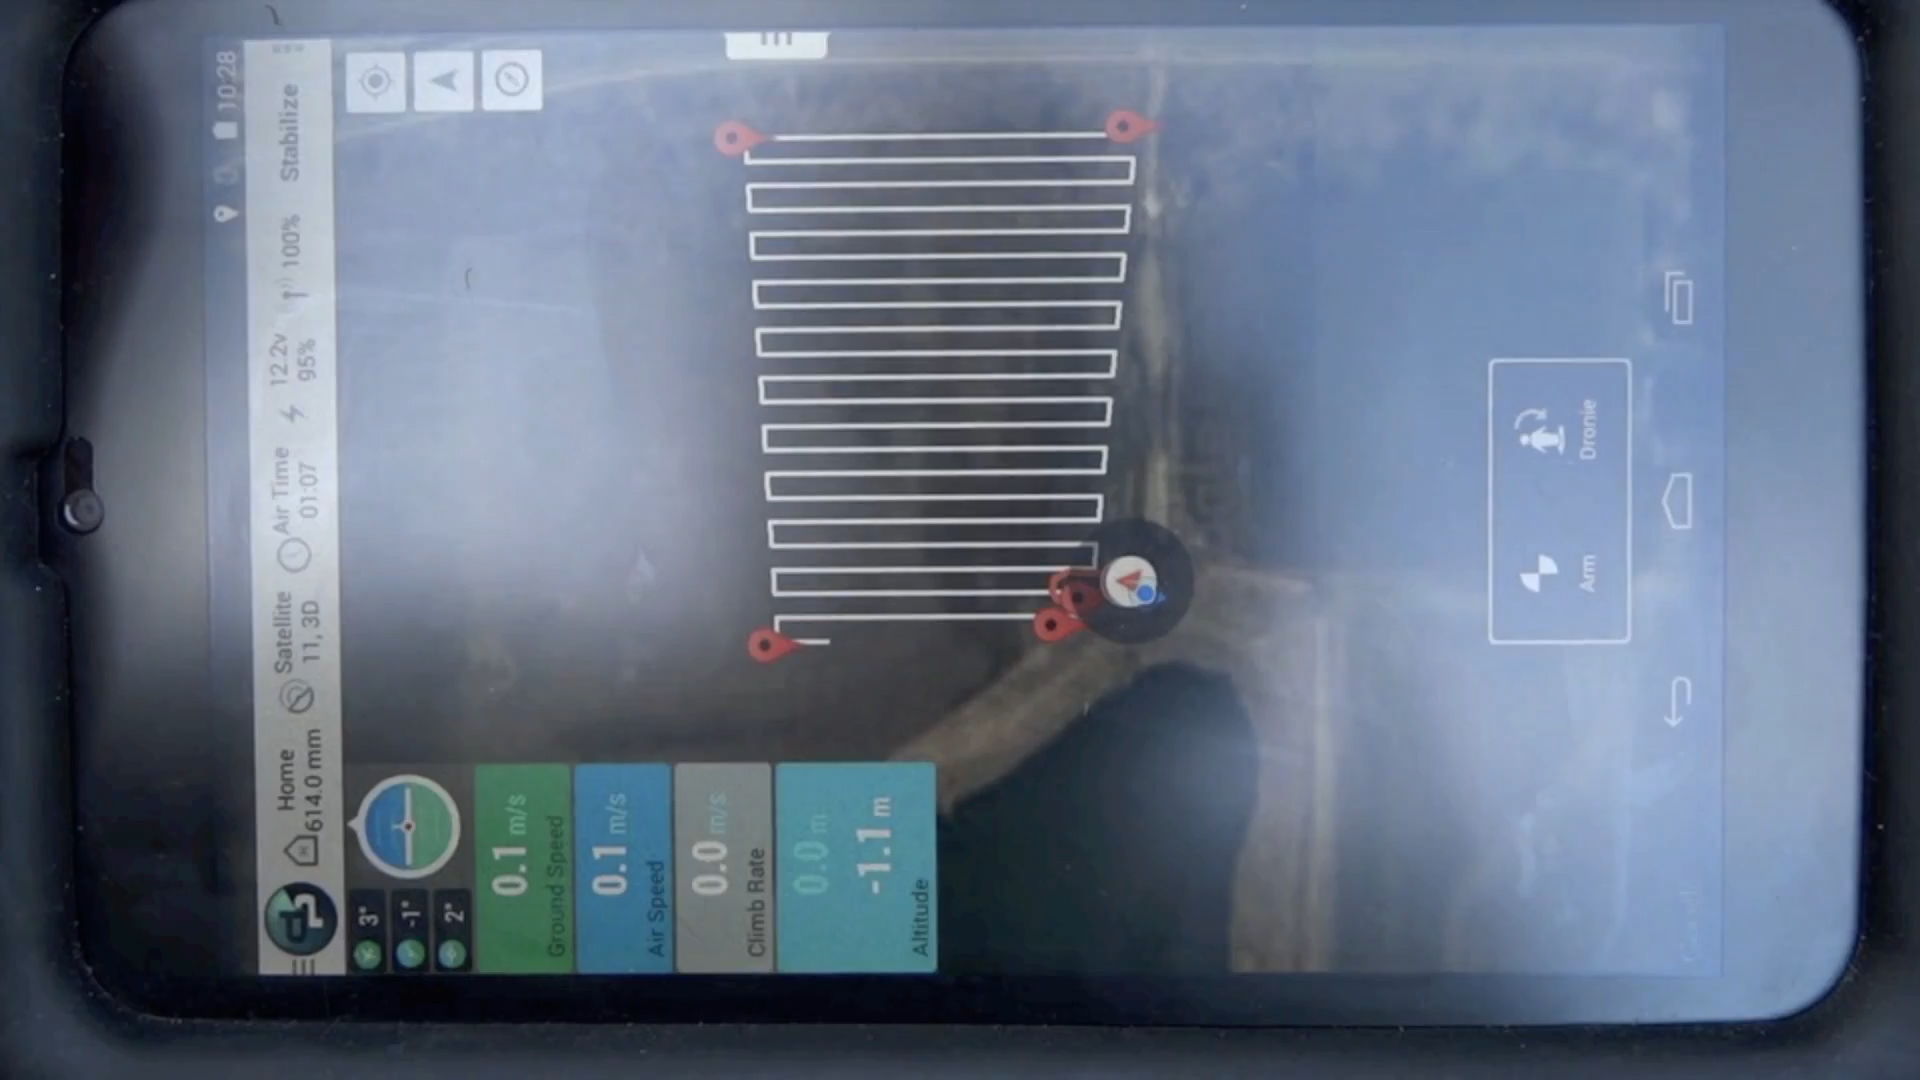 10:28
Home
614.0 mm
Satellite
11, 3D
Air Time
01:07
12.2v
95%
100%
Stabilize
3°
-1°
2°
0.1 m/s
Ground Speed
0.1 m/s
Air Speed
0.0 m/s
Climb Rate
0.0 m
-1.1 m
Altitude
Arm
Dronie